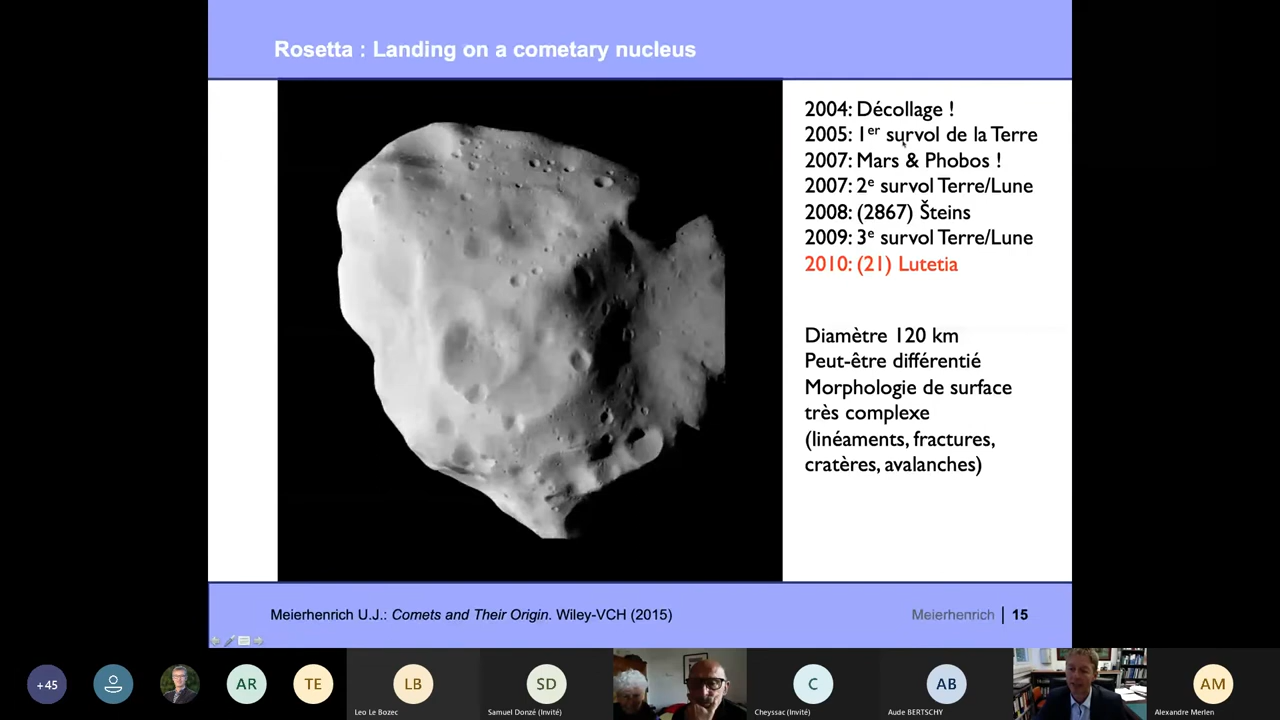 Rosetta : Landing on a cometary nucleus
2004: Décollage !
2005: 1er survol de la Terre
2007: Mars & Phobos !
2007: 2e survol Terre/Lune
2008: (2867) Šteins
2009: 3e survol Terre/Lune
2010: (21) Lutetia
Diamètre 120 km
Peut-être différentié
Morphologie de surface
très complexe
(linéaments, fractures,
cratères, avalanches)
Meierhenrich U.J.: Comets and Their Origin. Wiley-VCH (2015)
Meierhenrich | 15
+45
AR
TE
LB
Leo Le Bozec
SD
Samuel Donzé (Invité)
C
Cheyssac (Invité)
AB
Aude BERTSCHY
AM
Alexandre Merlen